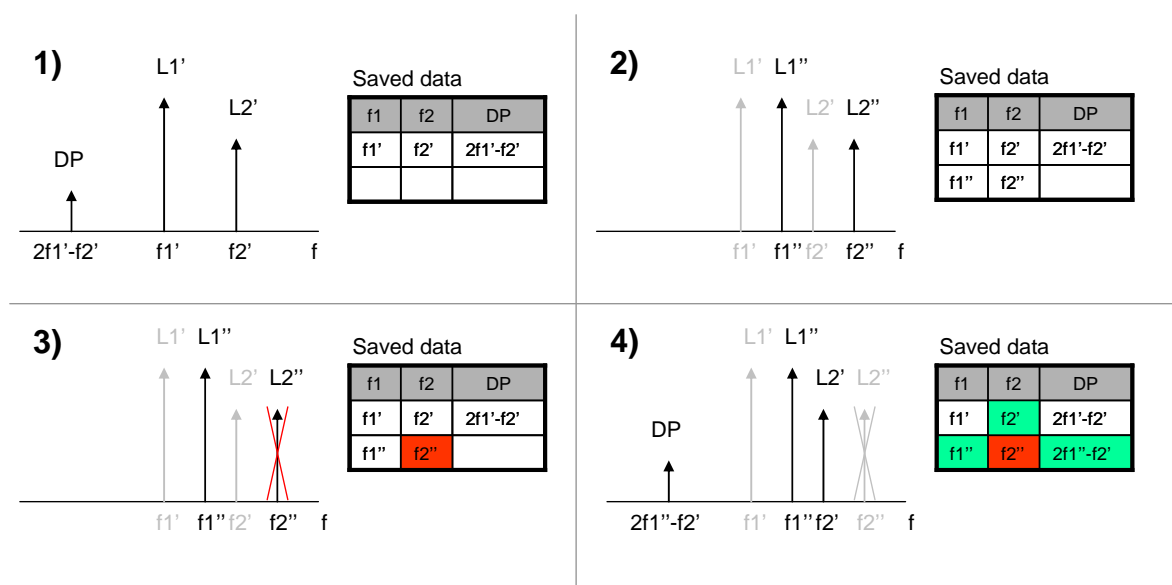 1)
L1’
L2’
DP
2f1’-f2’ f1’ f2’ f
Saved data
f1 f2 DP
f1’ f2’ 2f1’-f2’
2)
L1’ L1’’
L2’ L2’’
f1’ f1’’ f2’ f2’’ f
Saved data
f1 f2 DP
f1’ f2’ 2f1’-f2’
f1’’ f2’’
3)
L1’ L1’’
L2’ L2’’
f1’ f1’’ f2’ f2’’ f
Saved data
f1 f2 DP
f1’ f2’ 2f1’-f2’
f1’’ f2’’
4)
L1’ L1’’
L2’ L2’’
DP
2f1’’-f2’ f1’ f1’’ f2’ f2’’ f
Saved data
f1 f2 DP
f1’ f2’ 2f1’-f2’
f1’’ f2’’ 2f1’’-f2’